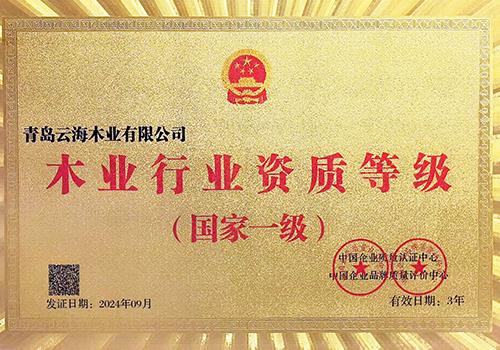 青岛云海木业有限公司
木业行业资质等级
（国家一级）
中国企业质量认证中心
中国企业品牌质量评价中心
发证日期：2024年09月
有效日期：3年